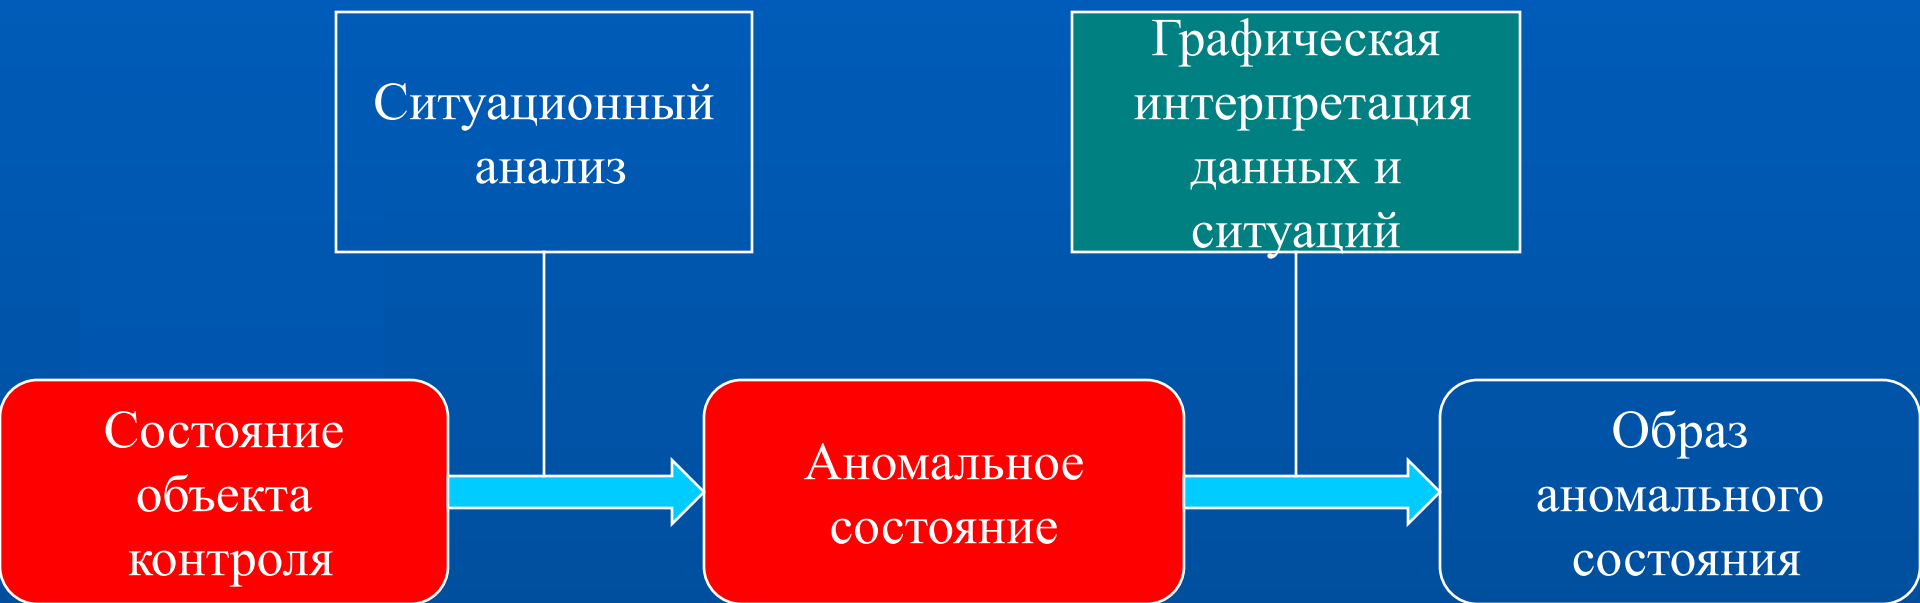 Ситуационный
анализ
Графическая
интерпретация
данных и
ситуаций
Состояние
объекта
контроля
Аномальное
состояние
Образ
аномального
состояния